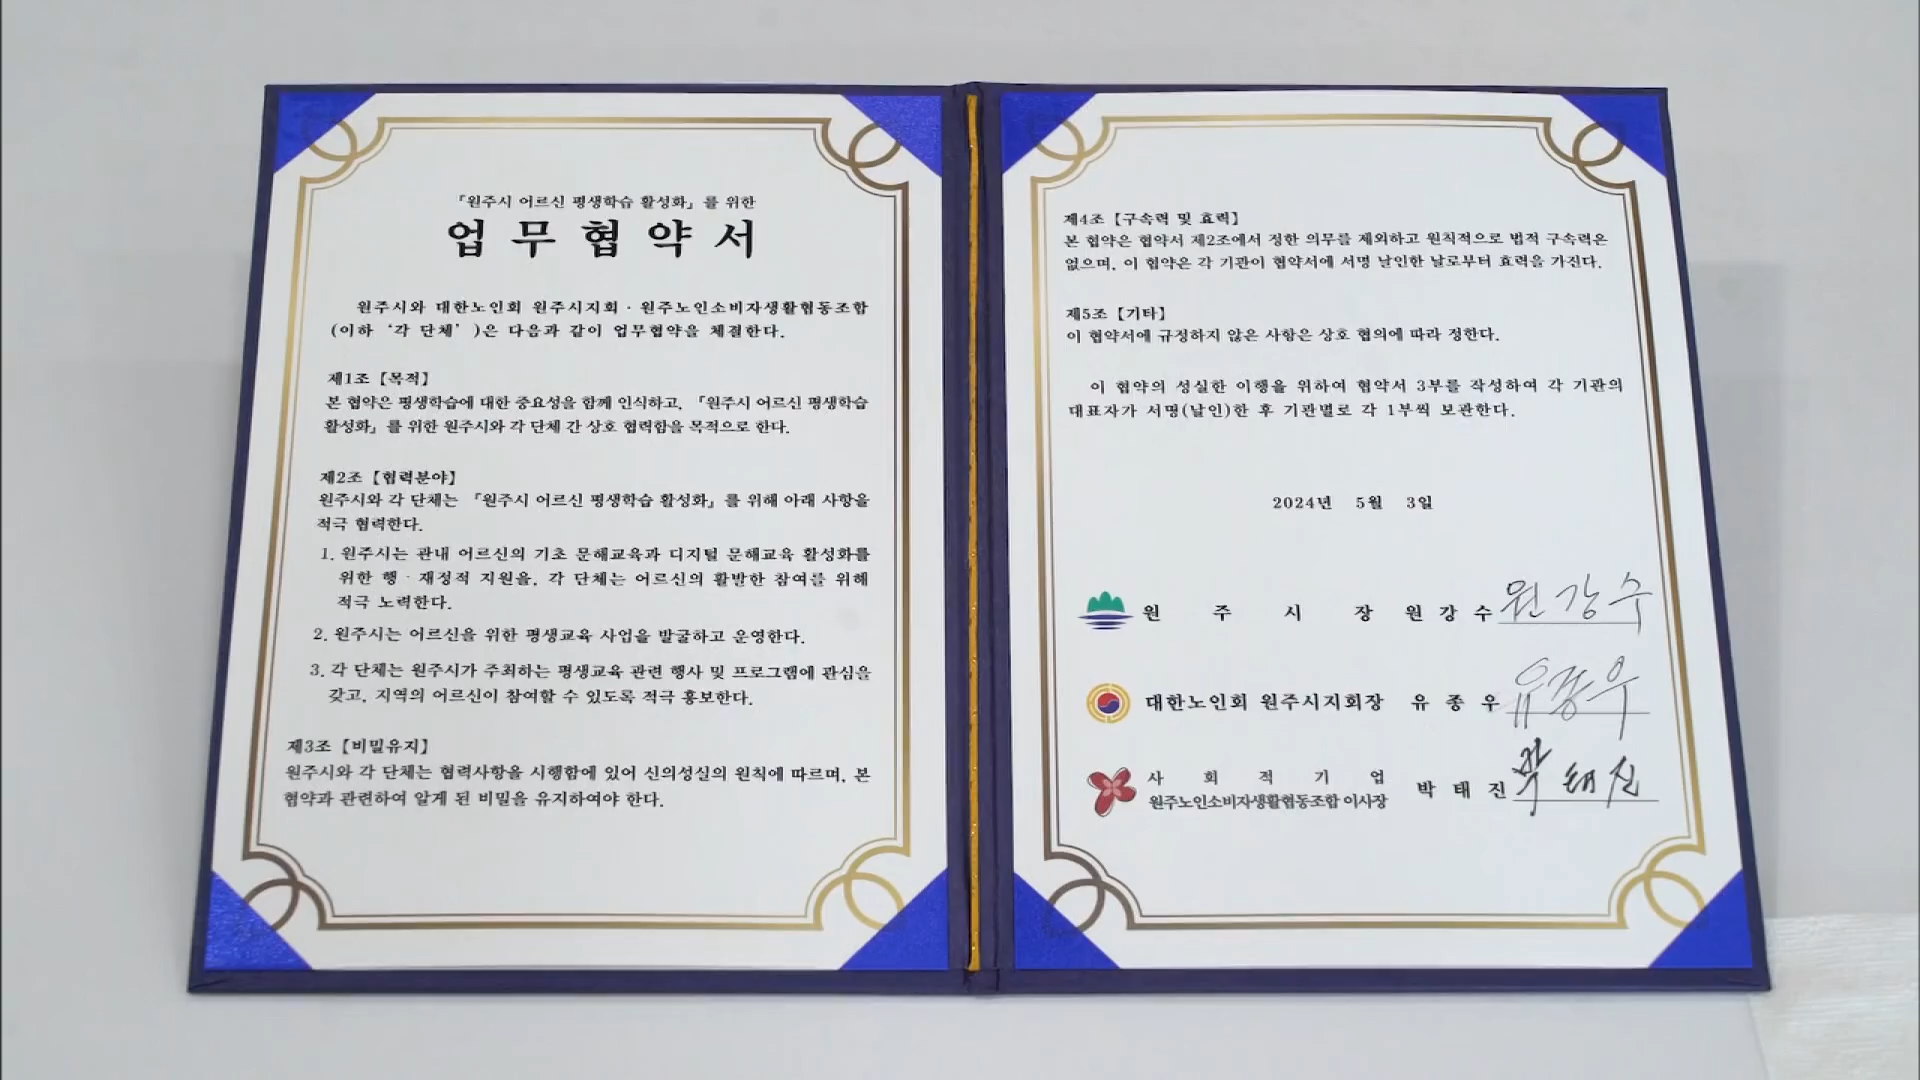 「원주시 어르신 평생학습 활성화」를 위한
업 무 협 약 서
원주시와 대한노인회 원주시지회 · 원주노인소비자생활협동조합
(이하 ‘각 단체’)은 다음과 같이 업무협약을 체결한다.
제1조 【목적】
본 협약은 평생학습에 대한 중요성을 함께 인식하고, 「원주시 어르신 평생학습
활성화」를 위한 원주시와 각 단체 간 상호 협력함을 목적으로 한다.
제2조 【협력분야】
원주시와 각 단체는 「원주시 어르신 평생학습 활성화」를 위해 아래 사항을
적극 협력한다.
1. 원주시는 관내 어르신의 기초 문해교육과 디지털 문해교육 활성화를
위한 행 · 재정적 지원을, 각 단체는 어르신의 활발한 참여를 위해
적극 노력한다.
2. 원주시는 어르신을 위한 평생교육 사업을 발굴하고 운영한다.
3. 각 단체는 원주시가 주최하는 평생교육 관련 행사 및 프로그램에 관심을
갖고, 지역의 어르신이 참여할 수 있도록 적극 홍보한다.
제3조 【비밀유지】
원주시와 각 단체는 협력사항을 시행함에 있어 신의성실의 원칙에 따르며, 본
협약과 관련하여 알게 된 비밀을 유지하여야 한다.
제4조 【구속력 및 효력】
본 협약은 협약서 제2조에서 정한 의무를 제외하고 원칙적으로 법적 구속력은
없으며, 이 협약은 각 기관이 협약서에 서명 날인한 날로부터 효력을 가진다.
제5조 【기타】
이 협약서에 규정하지 않은 사항은 상호 협의에 따라 정한다.
이 협약의 성실한 이행을 위하여 협약서 3부를 작성하여 각 기관의
대표자가 서명(날인)한 후 기관별로 각 1부씩 보관한다.
2024년 5월 3일
원 주 시 장 원 강 수 원강수
대한노인회 원주시지회장 유 종 우 유종우
사 회 적 기 업
원주노인소비자생활협동조합 이사장 박 태 진 박태진